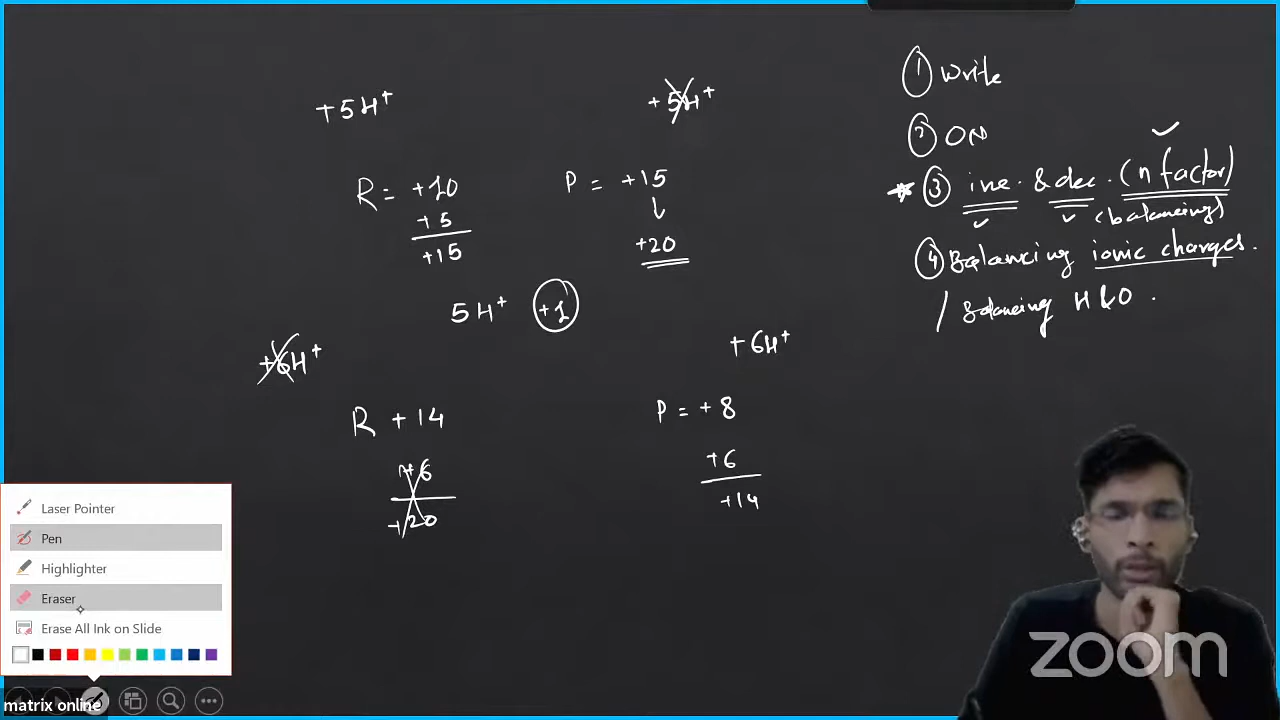 +5H+
+5H+
① Write
② ON
R = +10
+5
+15
P = +15
+20
③ inc. & dec. (n factor)
(balancing)
④ Balancing ionic charges.
/ Balancing H & O .
5H+ +1
+6H+
+6H+
R +14
+6
+20
P = +8
+6
+14
Laser Pointer
Pen
Highlighter
Eraser
Erase All Ink on Slide
matrix online
zoom